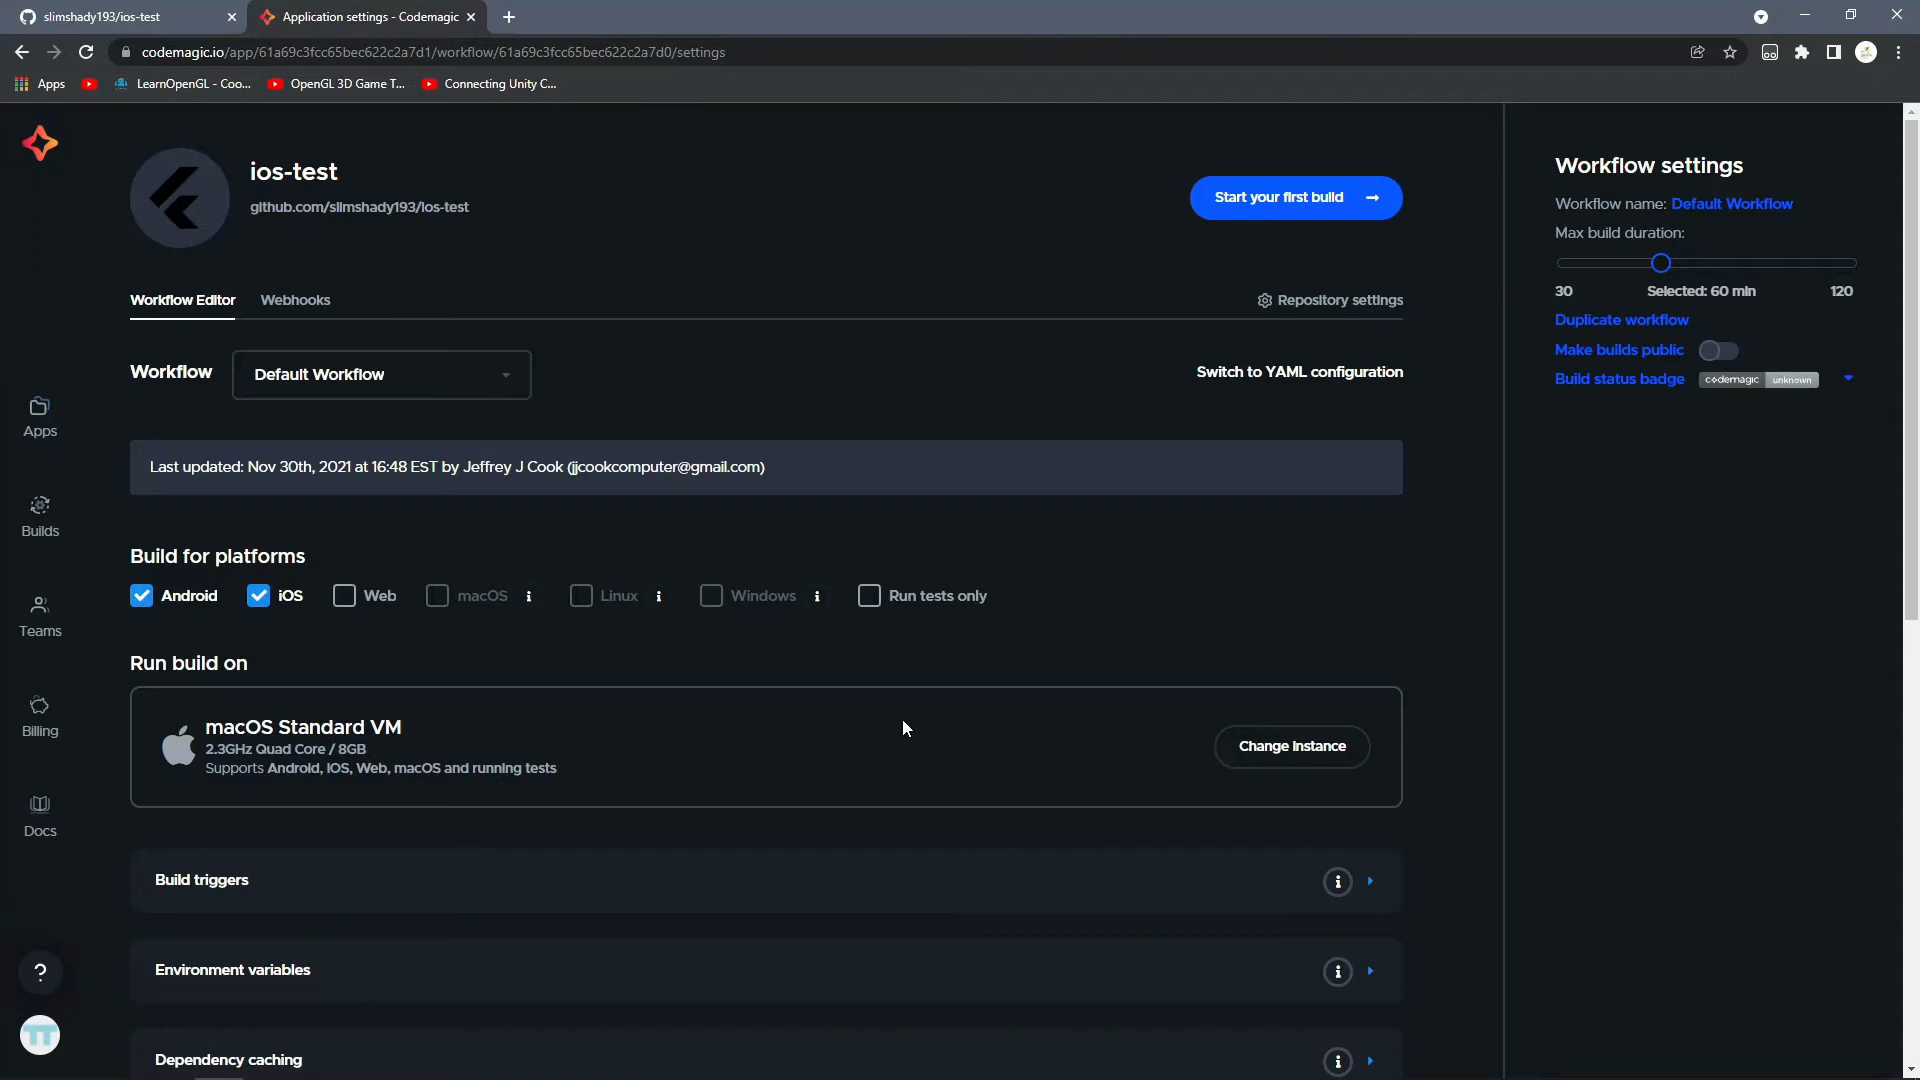 slimshady193/ios-test
Application settings - Codemagic
codemagic.io/app/61a69c3fcc65bec622c2a7d1/workflow/61a69c3fcc65bec622c2a7d0/settings
Apps
LearnOpenGL - Coo...
OpenGL 3D Game T...
Connecting Unity C...
ios-test
github.com/slimshady193/ios-test
Start your first build
Workflow Editor
Webhooks
Repository settings
Workflow
Default Workflow
Switch to YAML configuration
Last updated: Nov 30th, 2021 at 16:48 EST by Jeffrey J Cook (jjcookcomputer@gmail.com)
Build for platforms
Android
iOS
Web
macOS i
Linux i
Windows i
Run tests only
Run build on
macOS Standard VM
2.3GHz Quad Core / 8GB
Supports Android, iOS, Web, macOS and running tests
Change instance
Build triggers
i
Environment variables
i
Dependency caching
i
Apps
Builds
Teams
Billing
Docs
?
Workflow settings
Workflow name: Default Workflow
Max build duration:
30
Selected: 60 min
120
Duplicate workflow
Make builds public
Build status badge
codemagic unknown